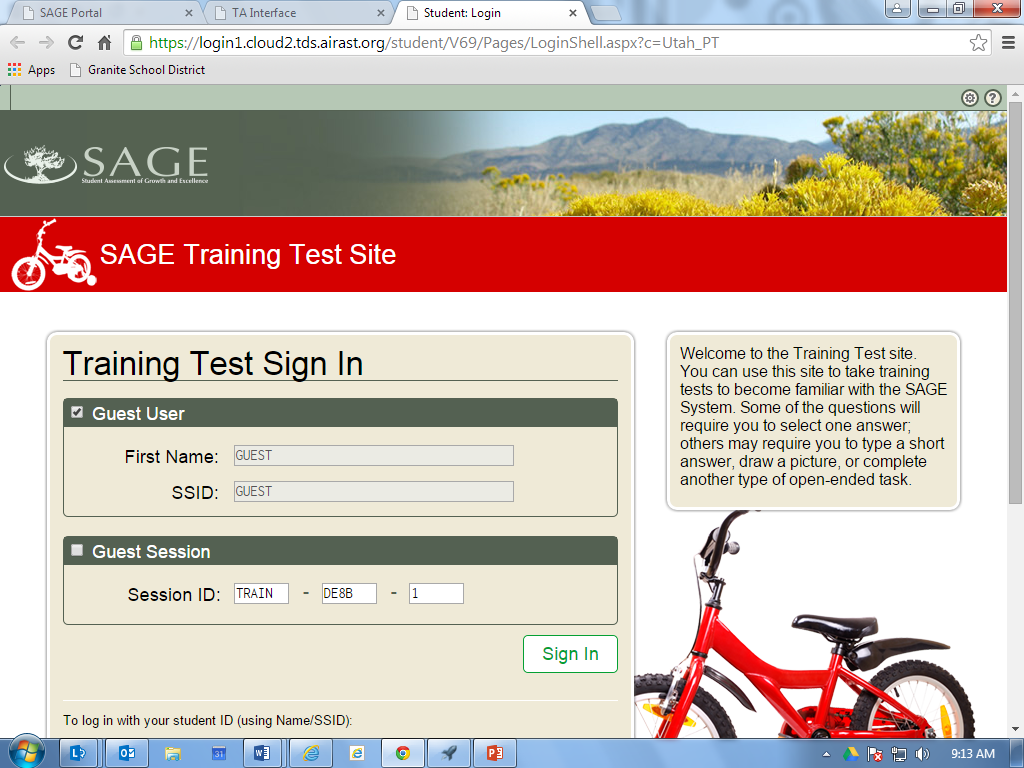 SAGE Portal
TA Interface
Student: Login
https://login1.cloud2.tds.airast.org/student/V69/Pages/LoginShell.aspx?c=Utah_PT
Apps
Granite School District
?
SAGE
Student Assessment of Growth and Excellence
SAGE Training Test Site
Training Test Sign In
Guest User
First Name: GUEST
SSID: GUEST
Guest Session
Session ID: TRAIN - DE8B - 1
Sign In
To log in with your student ID (using Name/SSID):
Welcome to the Training Test site.
You can use this site to take training
tests to become familiar with the SAGE
System. Some of the questions will
require you to select one answer;
others may require you to type a short
answer, draw a picture, or complete
another type of open-ended task.
9:13 AM